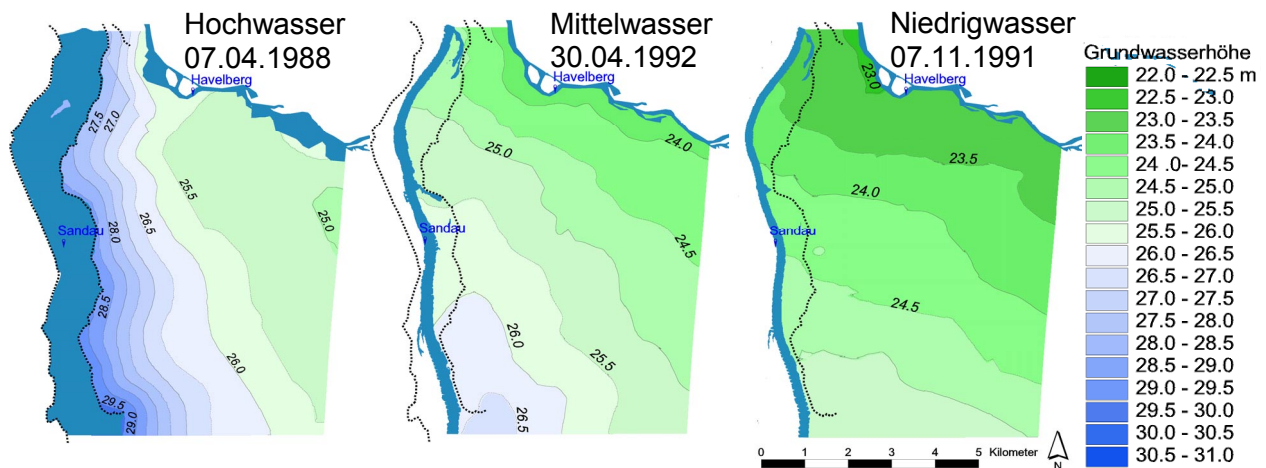 Hochwasser
07.04.1988
Havelberg
27.5
27.0
26.5
25.5
25.0
Sandau
28.0
28.5
26.0
29.5
29.0
Mittelwasser
30.04.1992
Havelberg
24.0
25.0
Sandau
24.5
26.0
25.5
26.5
Niedrigwasser
07.11.1991
23.0
Havelberg
23.5
24.0
Sandau
24.5
0 1 2 3 4 5 Kilometer
N
Grundwasserhöhe
22.0 - 22.5 m
22.5 - 23.0
23.0 - 23.5
23.5 - 24.0
24 .0- 24.5
24.5 - 25.0
25.0 - 25.5
25.5 - 26.0
26.0 - 26.5
26.5 - 27.0
27.0 - 27.5
27.5 - 28.0
28.0 - 28.5
28.5 - 29.0
29.0 - 29.5
29.5 - 30.0
30.0 - 30.5
30.5 - 31.0